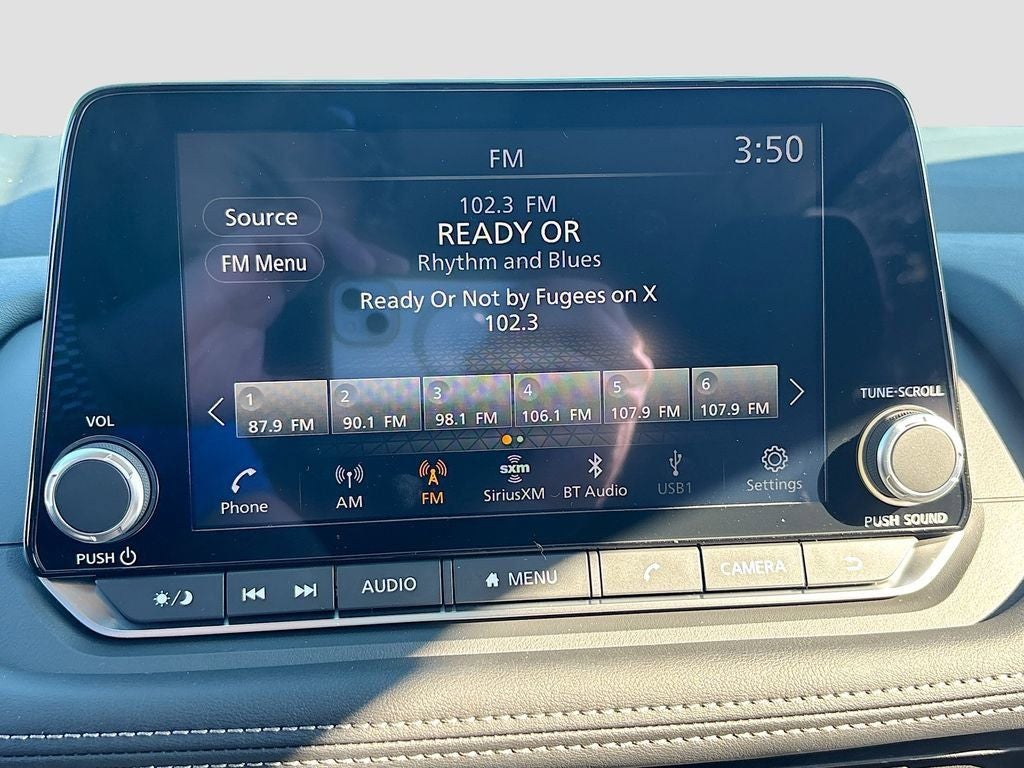 FM
3:50
Source
FM Menu
102.3 FM
READY OR
Rhythm and Blues
Ready Or Not by Fugees on X
102.3
1
87.9 FM
2
90.1 FM
3
98.1 FM
4
106.1 FM
5
107.9 FM
6
107.9 FM
VOL
PUSH
TUNE·SCROLL
PUSH SOUND
Phone
AM
FM
sxm
SiriusXM
BT Audio
USB1
Settings
AUDIO
MENU
CAMERA